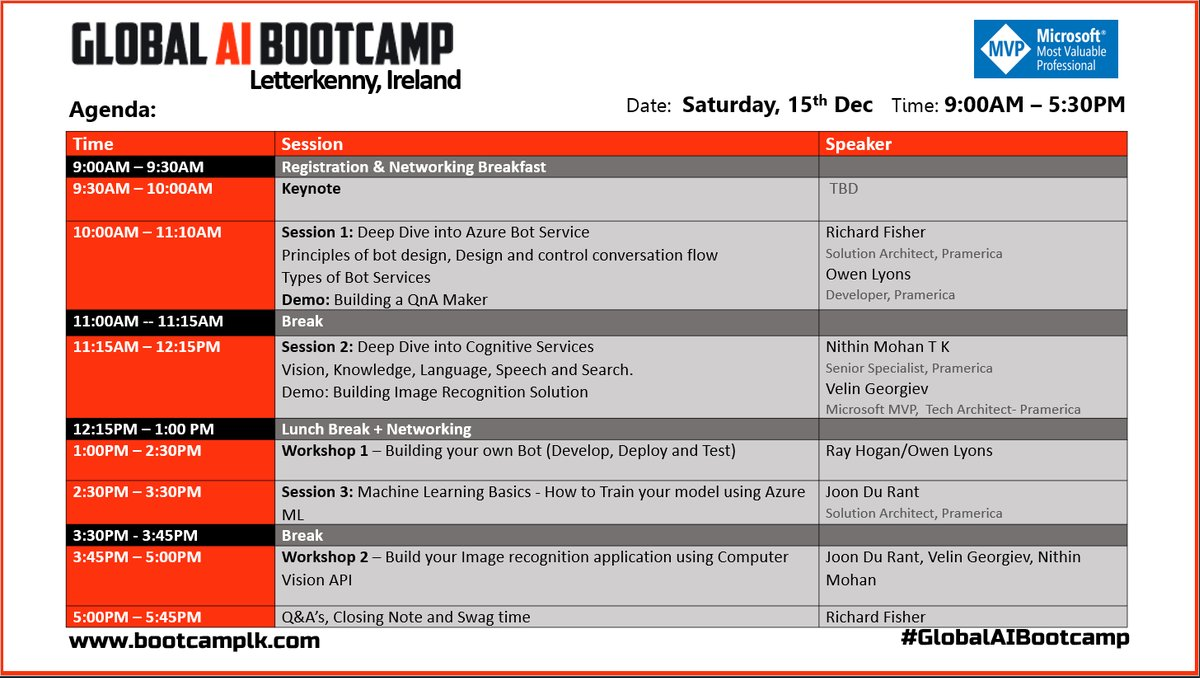 GLOBAL AI BOOTCAMP
Letterkenny, Ireland
MVP
Microsoft®
Most Valuable
Professional
Agenda:
Date: Saturday, 15th Dec Time: 9:00AM – 5:30PM
Time Session Speaker
9:00AM – 9:30AM Registration & Networking Breakfast
9:30AM – 10:00AM Keynote TBD
10:00AM – 11:10AM Session 1: Deep Dive into Azure Bot Service Richard Fisher
Principles of bot design, Design and control conversation flow Solution Architect, Pramerica
Types of Bot Services Owen Lyons
Demo: Building a QnA Maker Developer, Pramerica
11:00AM -- 11:15AM Break
11:15AM – 12:15PM Session 2: Deep Dive into Cognitive Services Nithin Mohan T K
Vision, Knowledge, Language, Speech and Search. Senior Specialist, Pramerica
Demo: Building Image Recognition Solution Velin Georgiev
Microsoft MVP, Tech Architect- Pramerica
12:15PM – 1:00 PM Lunch Break + Networking
1:00PM – 2:30PM Workshop 1 – Building your own Bot (Develop, Deploy and Test) Ray Hogan/Owen Lyons
2:30PM – 3:30PM Session 3: Machine Learning Basics - How to Train your model using Azure Joon Du Rant
ML Solution Architect, Pramerica
3:30PM - 3:45PM Break
3:45PM – 5:00PM Workshop 2 – Build your Image recognition application using Computer Joon Du Rant, Velin Georgiev, Nithin
Vision API Mohan
5:00PM – 5:45PM Q&A's, Closing Note and Swag time Richard Fisher
www.bootcamplk.com #GlobalAIBootcamp